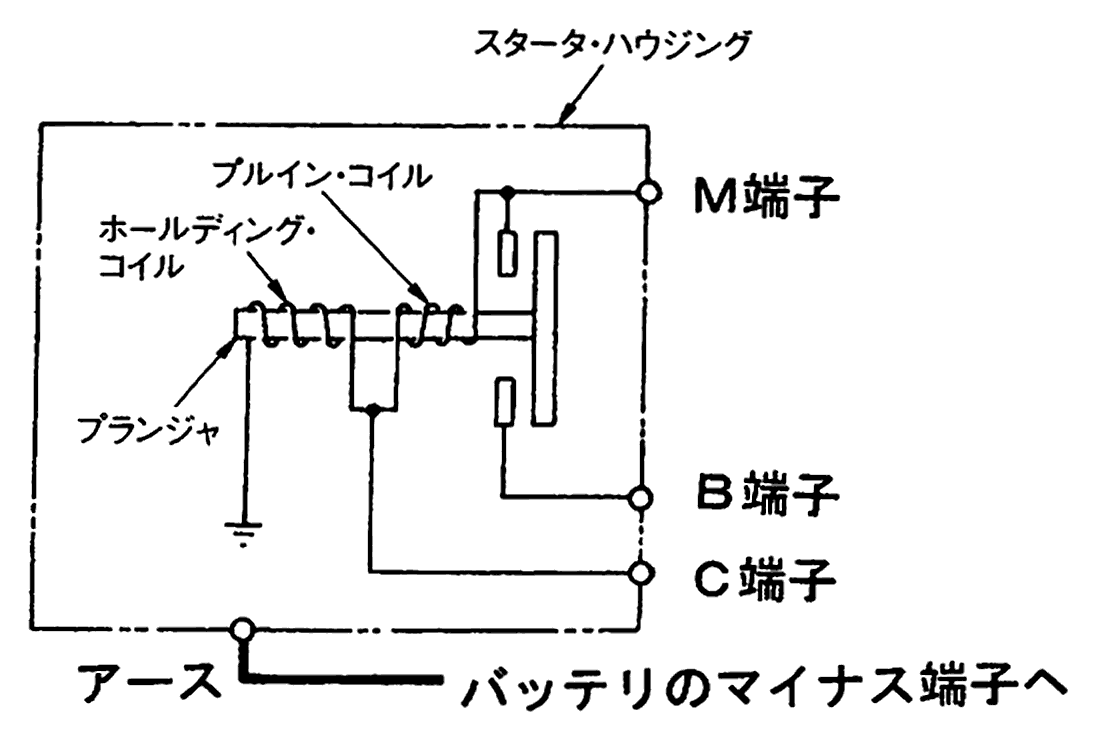 スタータ・ハウジング
プルイン・コイル
ホールディング・
コイル
プランジャ
M端子
B端子
C端子
アース
バッテリのマイナス端子へ